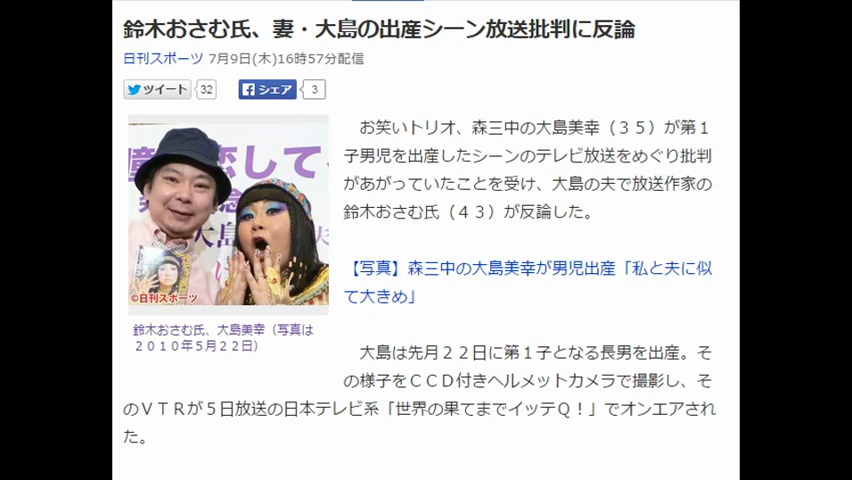 鈴木おさむ氏、妻・大島の出産シーン放送批判に反論
日刊スポーツ 7月9日(木)16時57分配信
ツイート 32 シェア 3
恋して
大島
©日刊スポーツ
鈴木おさむ氏、大島美幸（写真は
２０１０年５月２２日）
お笑いトリオ、森三中の大島美幸（３５）が第１
子男児を出産したシーンのテレビ放送をめぐり批判
があがっていたことを受け、大島の夫で放送作家の
鈴木おさむ氏（４３）が反論した。
【写真】森三中の大島美幸が男児出産「私と夫に似
て大きめ」
大島は先月２２日に第１子となる長男を出産。そ
の様子をＣＣＤ付きヘルメットカメラで撮影し、そ
のＶＴＲが５日放送の日本テレビ系「世界の果てまでイッテＱ！」でオンエアされ
た。